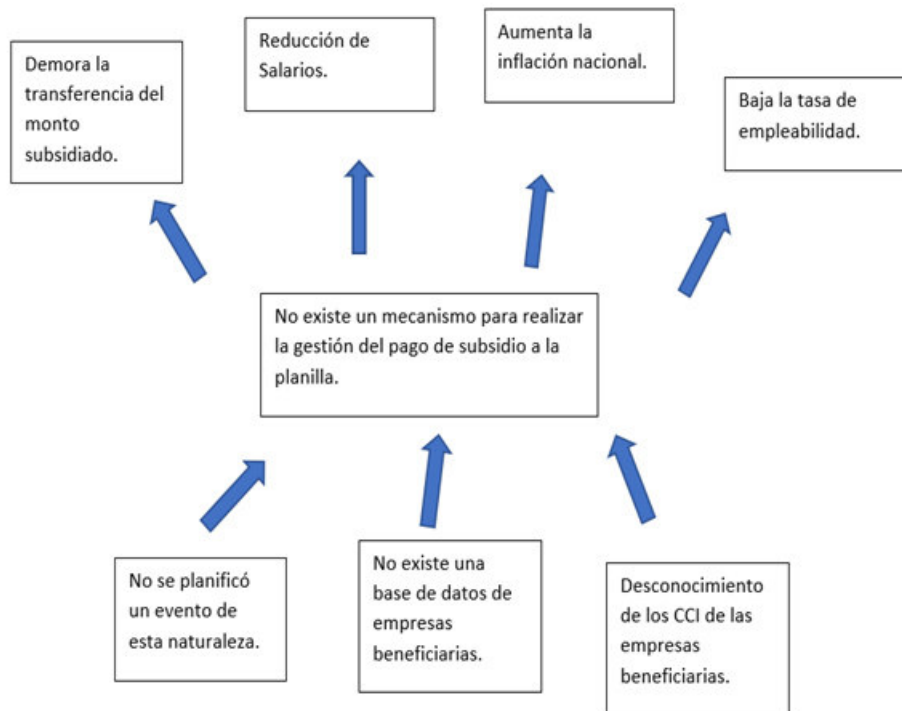 Demora la
transferencia del
monto
subsidiado.
Reducción de
Salarios.
Aumenta la
inflación nacional.
Baja la tasa de
empleabilidad.
No existe un mecanismo para realizar
la gestión del pago de subsidio a la
planilla.
No se planificó
un evento de
esta naturaleza.
No existe una
base de datos de
empresas
beneficiarias.
Desconocimiento
de los CCI de las
empresas
beneficiarias.